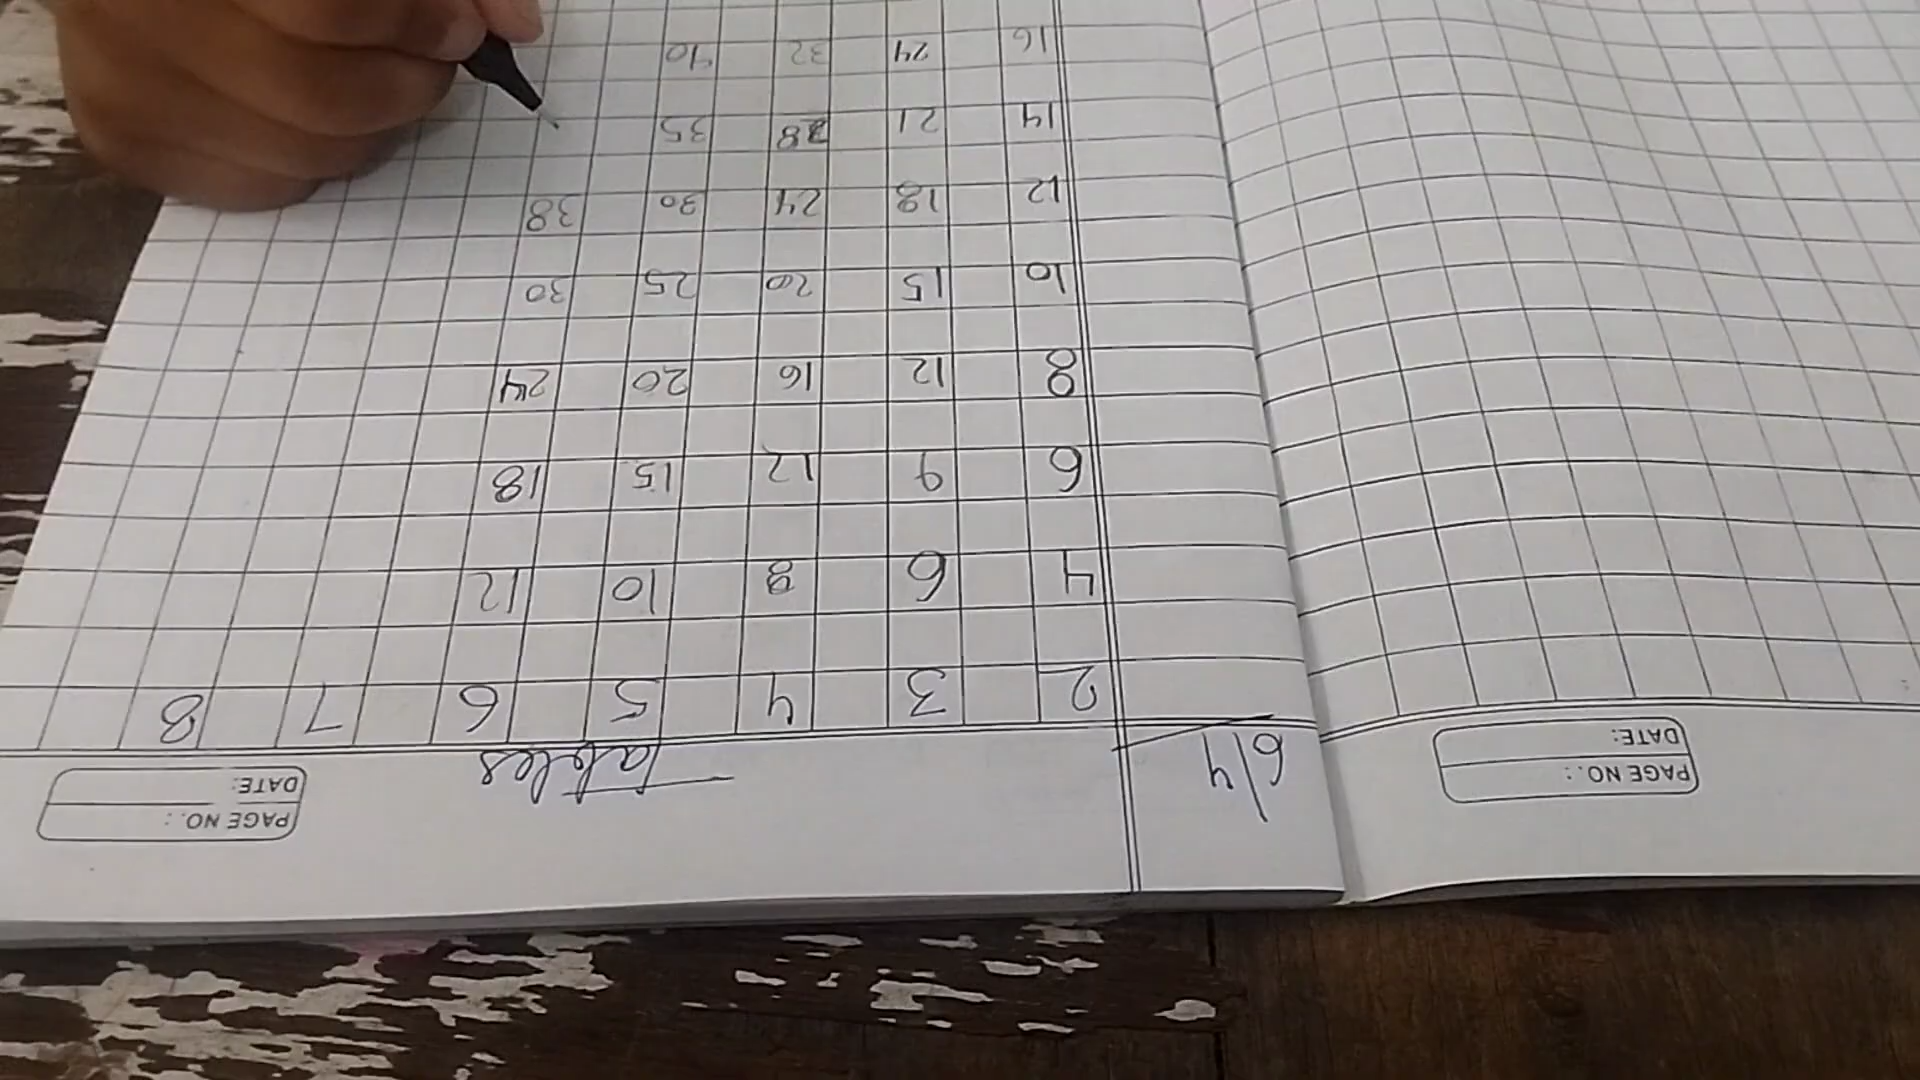 PAGE NO. :
DATE:
PAGE NO. :
DATE:
6/4
Tables
2 3 4 5 6 7 8
4 6 8 10 12
6 9 12 15 18
8 12 16 20 24
10 15 20 25 30
12 18 24 30 38
14 21 28 35
16 24 32 40